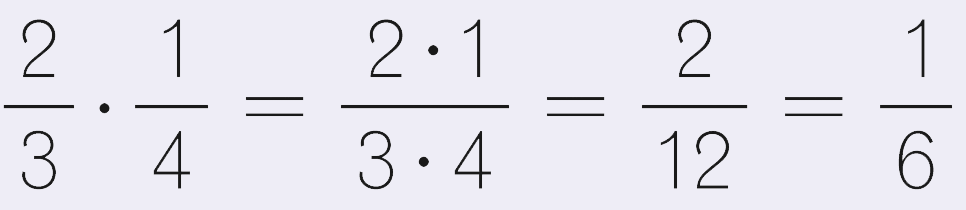 2/3 · 1/4 = (2 · 1)/(3 · 4) = 2/12 = 1/6